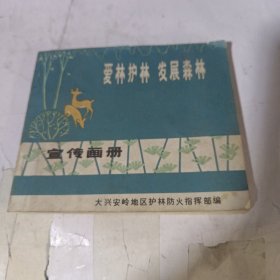 爱林护林 发展森林
宣传画册
大兴安岭地区护林防火指挥部编